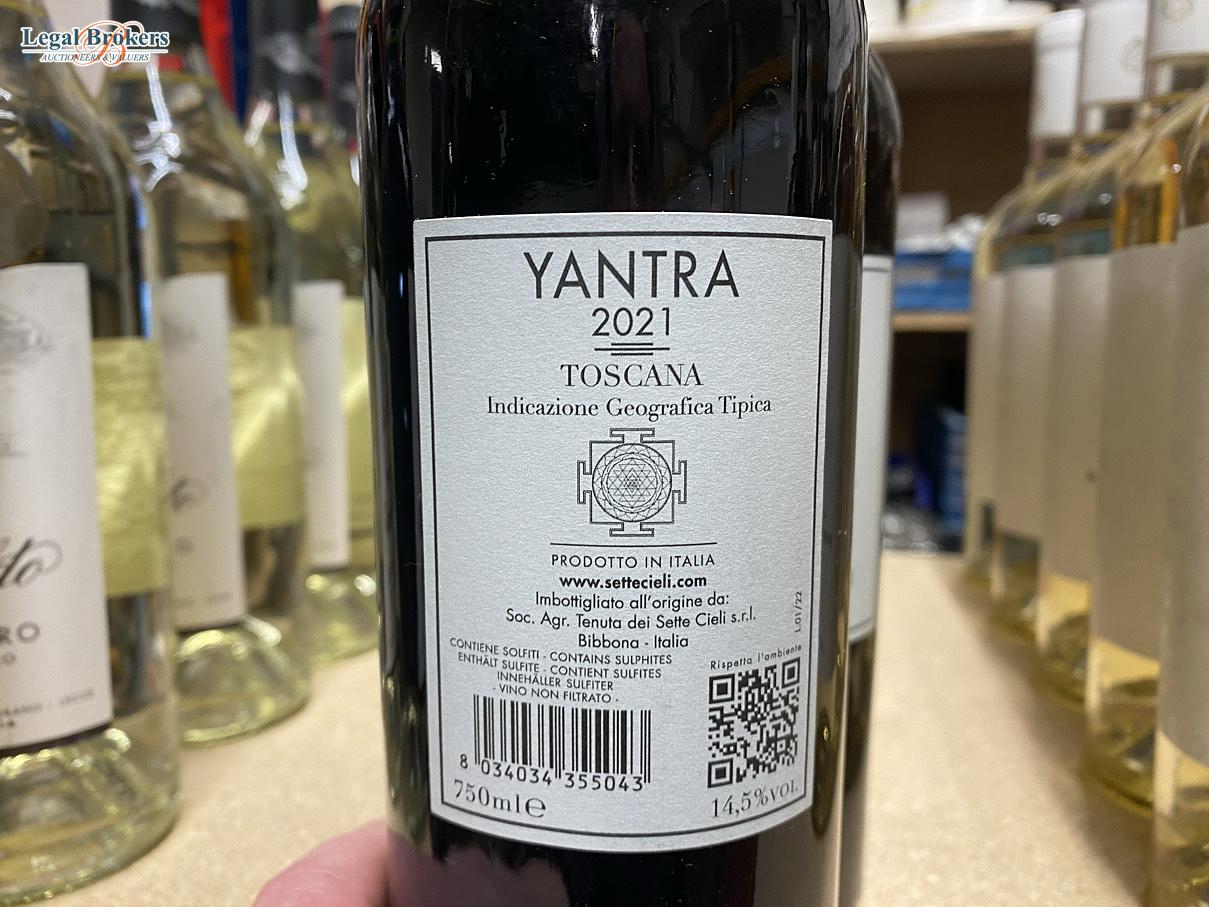 Legal Brokers
AUCTIONEERS & VALUERS
YANTRA
2021
TOSCANA
Indicazione Geografica Tipica
PRODOTTO IN ITALIA
www.settecieli.com
Imbottigliato all'origine da:
Soc. Agr. Tenuta dei Sette Cieli s.r.l.
Bibbona - Italia
L.01/22
CONTIENE SOLFITI - CONTAINS SULPHITES
ENTHÄLT SULFITE - CONTIENT SULFITES
INNEHÅLLER SULFITER
- VINO NON FILTRATO -
Rispetta l'ambiente
8 034034 355043
750ml e
14,5%VOL.